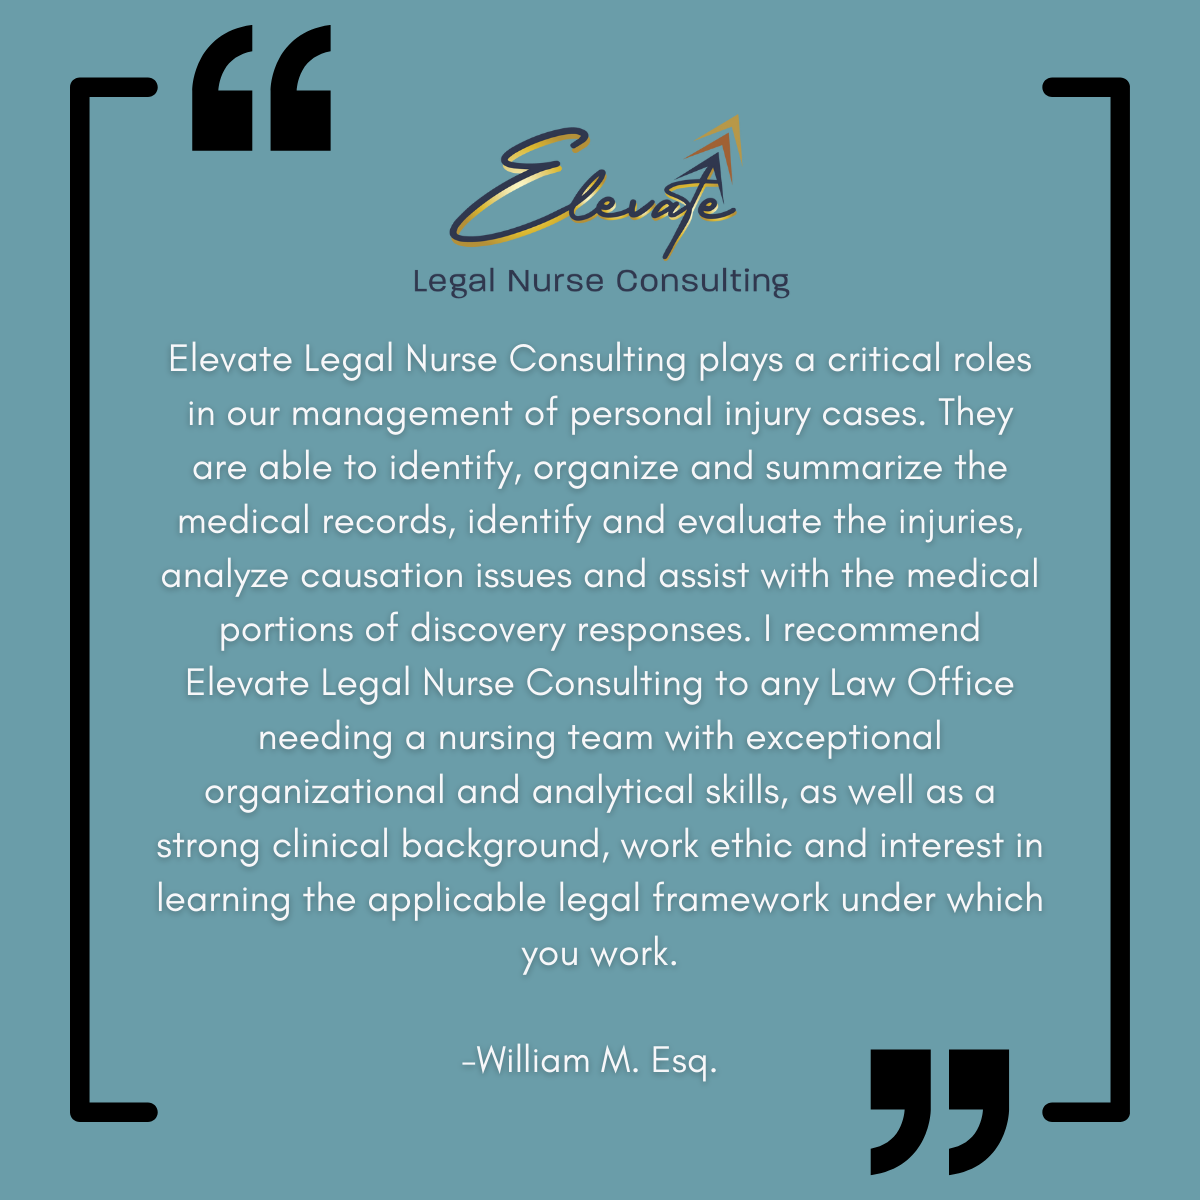 “
Elevate
Legal Nurse Consulting
Elevate Legal Nurse Consulting plays a critical roles
in our management of personal injury cases. They
are able to identify, organize and summarize the
medical records, identify and evaluate the injuries,
analyze causation issues and assist with the medical
portions of discovery responses. I recommend
Elevate Legal Nurse Consulting to any Law Office
needing a nursing team with exceptional
organizational and analytical skills, as well as a
strong clinical background, work ethic and interest in
learning the applicable legal framework under which
you work.
-William M. Esq.
”